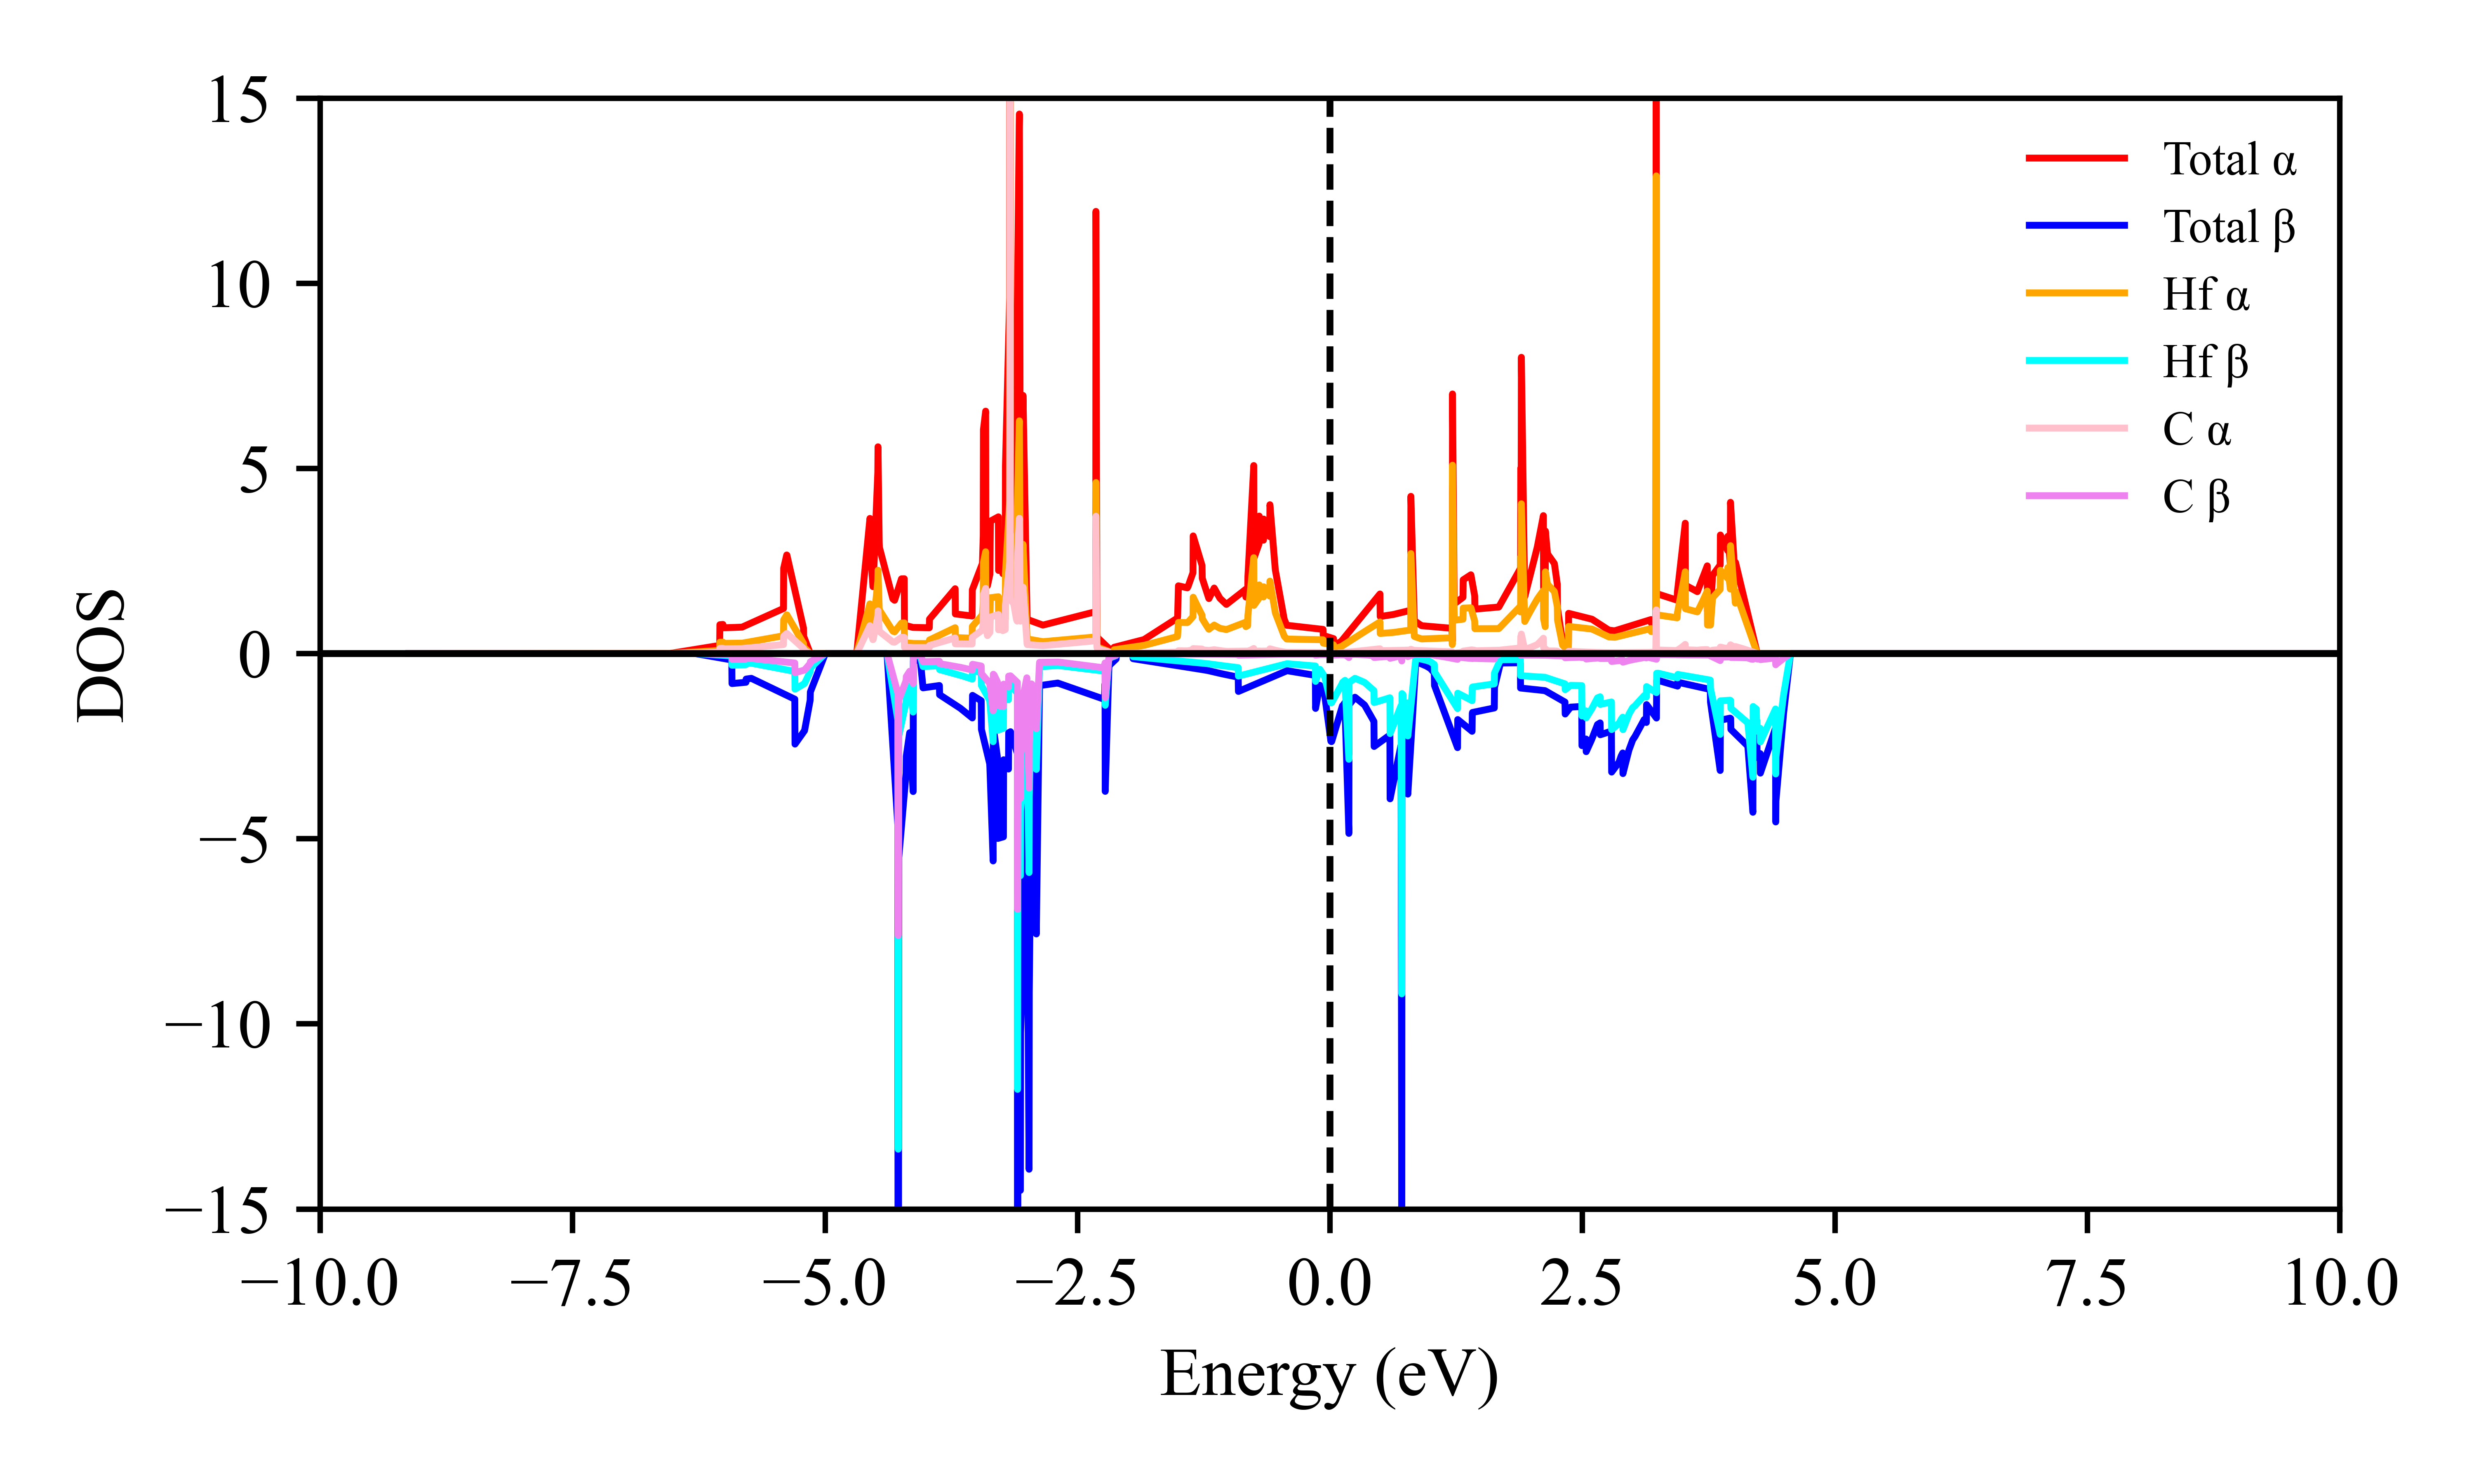 15
10
5
0
−5
−10
−15
DOS
−10.0 −7.5 −5.0 −2.5 0.0 2.5 5.0 7.5 10.0
Energy (eV)
Total α
Total β
Hf α
Hf β
C α
C β